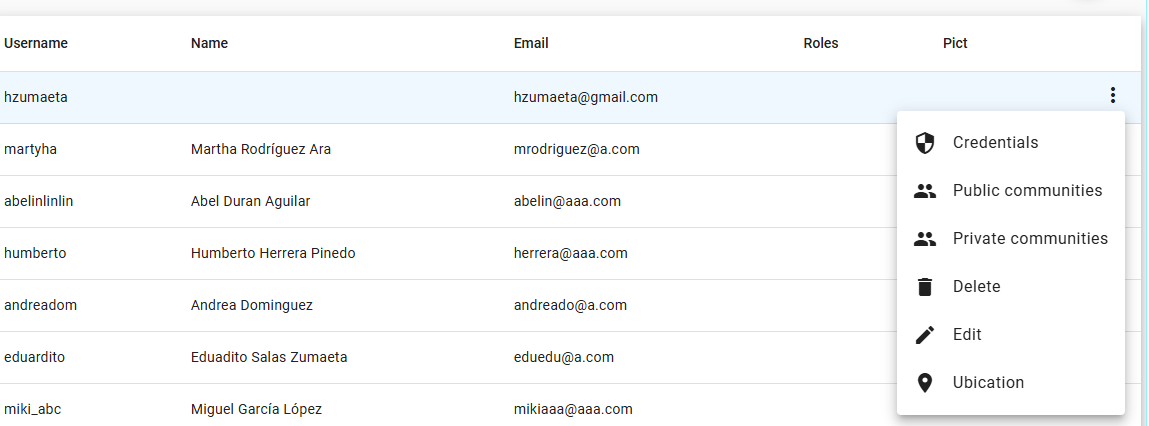 Username Name Email Roles Pict
hzumaeta hzumaeta@gmail.com
martyha Martha Rodríguez Ara mrodriguez@a.com
abelinlinlin Abel Duran Aguilar abelin@aaa.com
humberto Humberto Herrera Pinedo herrera@aaa.com
andreadom Andrea Dominguez andreado@a.com
eduardito Eduadito Salas Zumaeta eduedu@a.com
miki_abc Miguel García López mikiaaa@aaa.com
Credentials
Public communities
Private communities
Delete
Edit
Ubication